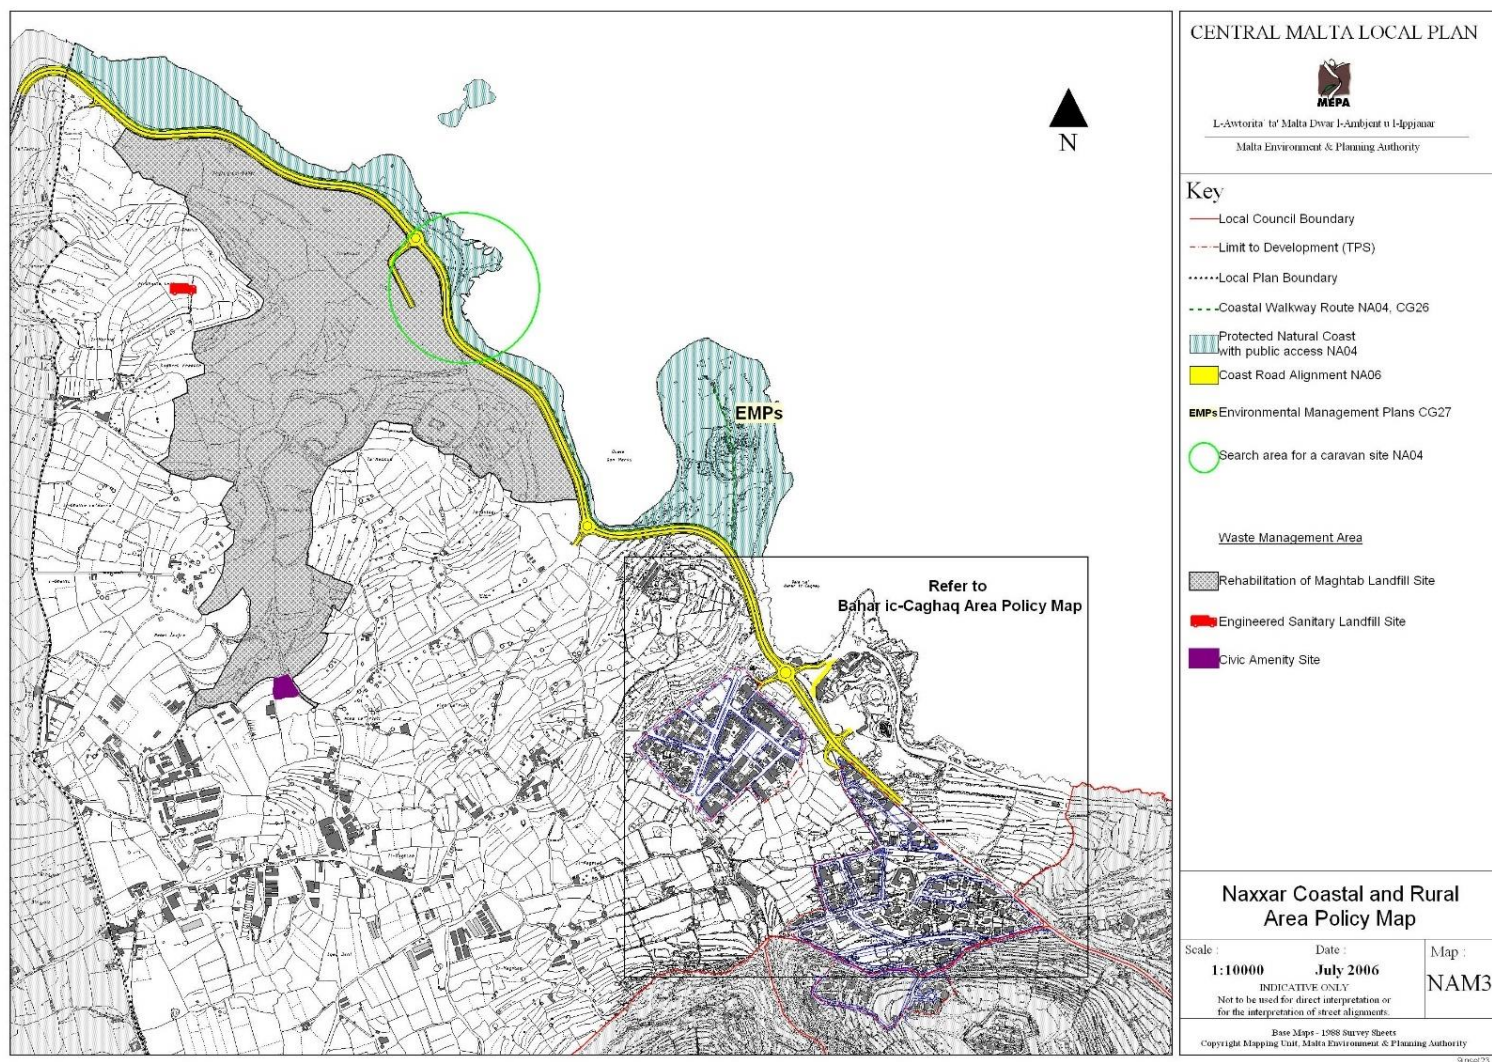 CENTRAL MALTA LOCAL PLAN
MEPA
L-Awtorita` ta' Malta Dwar l-Ambjent u l-Ippjanar
Malta Environment & Planning Authority
Key
Local Council Boundary
Limit to Development (TPS)
Local Plan Boundary
Coastal Walkway Route NA04, CG26
Protected Natural Coast
with public access NA04
Coast Road Alignment NA06
EMPs Environmental Management Plans CG27
Search area for a caravan site NA04
Waste Management Area
Rehabilitation of Maghtab Landfill Site
Engineered Sanitary Landfill Site
Civic Amenity Site
N
EMPs
Refer to
Bahar ic-Caghaq Area Policy Map
Naxxar Coastal and Rural
Area Policy Map
Scale :
1:10000
Date :
July 2006
Map :
NAM3
INDICATIVE ONLY
Not to be used for direct interpretation or
for the interpretation of street alignments.
Base Maps - 1988 Survey Sheets
Copyright Mapping Unit, Malta Environment & Planning Authority